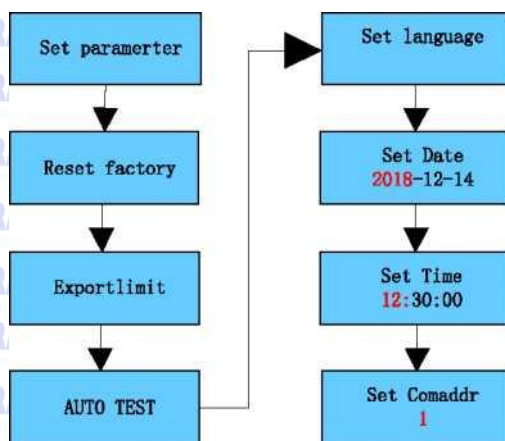 Set paramerter
Reset factory
Exportlimit
AUTO TEST
Set language
Set Date
2018-12-14
Set Time
12:30:00
Set Comaddr
1